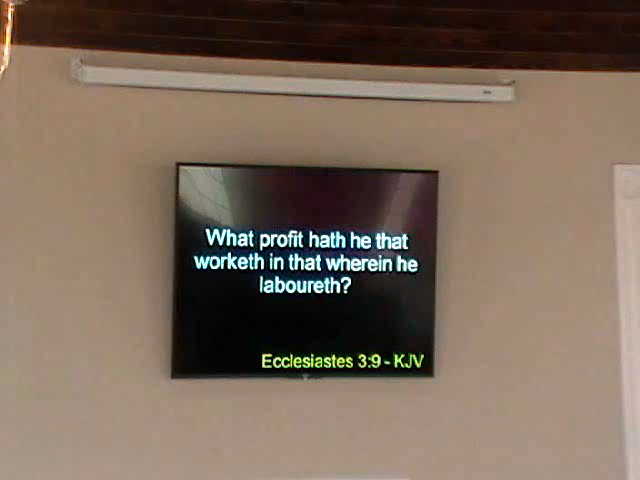 What profit hath he that
worketh in that wherein he
laboureth?
Ecclesiastes 3:9 - KJV